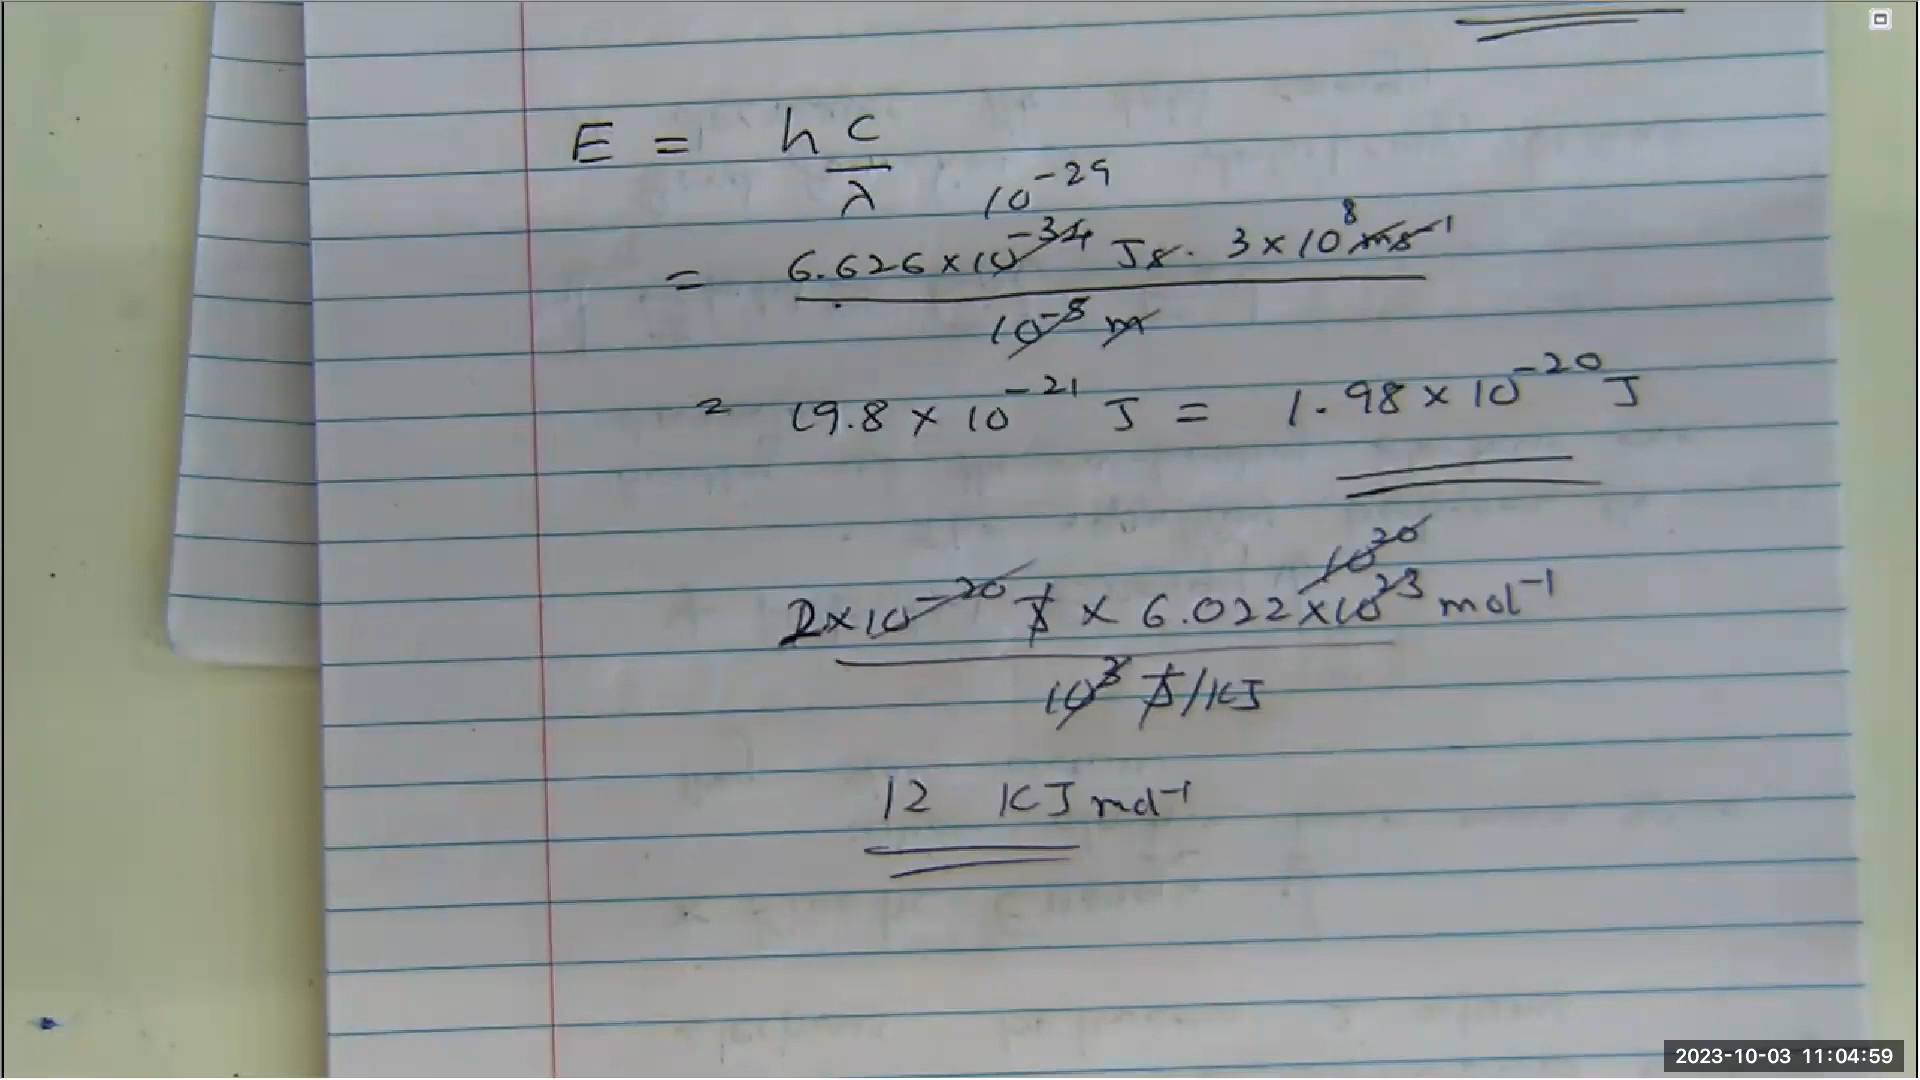 E = h c
λ
10⁻²⁹
= 6.626 × 10⁻³⁴ Js. 3 × 10⁸ ms⁻¹
10⁻⁵ m
= 19.8 × 10⁻²¹ J = 1.98 × 10⁻²⁰ J
10²⁰
2 × 10⁻²⁰ J × 6.022 × 10²³ mol⁻¹
10³ J/KJ
12 KJ mol⁻¹
2023-10-03 11:04:59